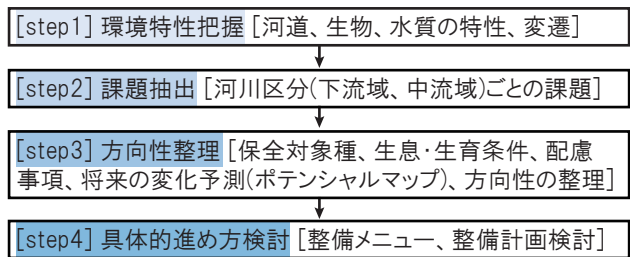 [step1] 環境特性把握 [河道、生物、水質の特性、変遷]
[step2] 課題抽出 [河川区分(下流域、中流域)ごとの課題]
[step3] 方向性整理 [保全対象種、生息・生育条件、配慮
事項、将来の変化予測(ポテンシャルマップ)、方向性の整理]
[step4] 具体的進め方検討 [整備メニュー、整備計画検討]